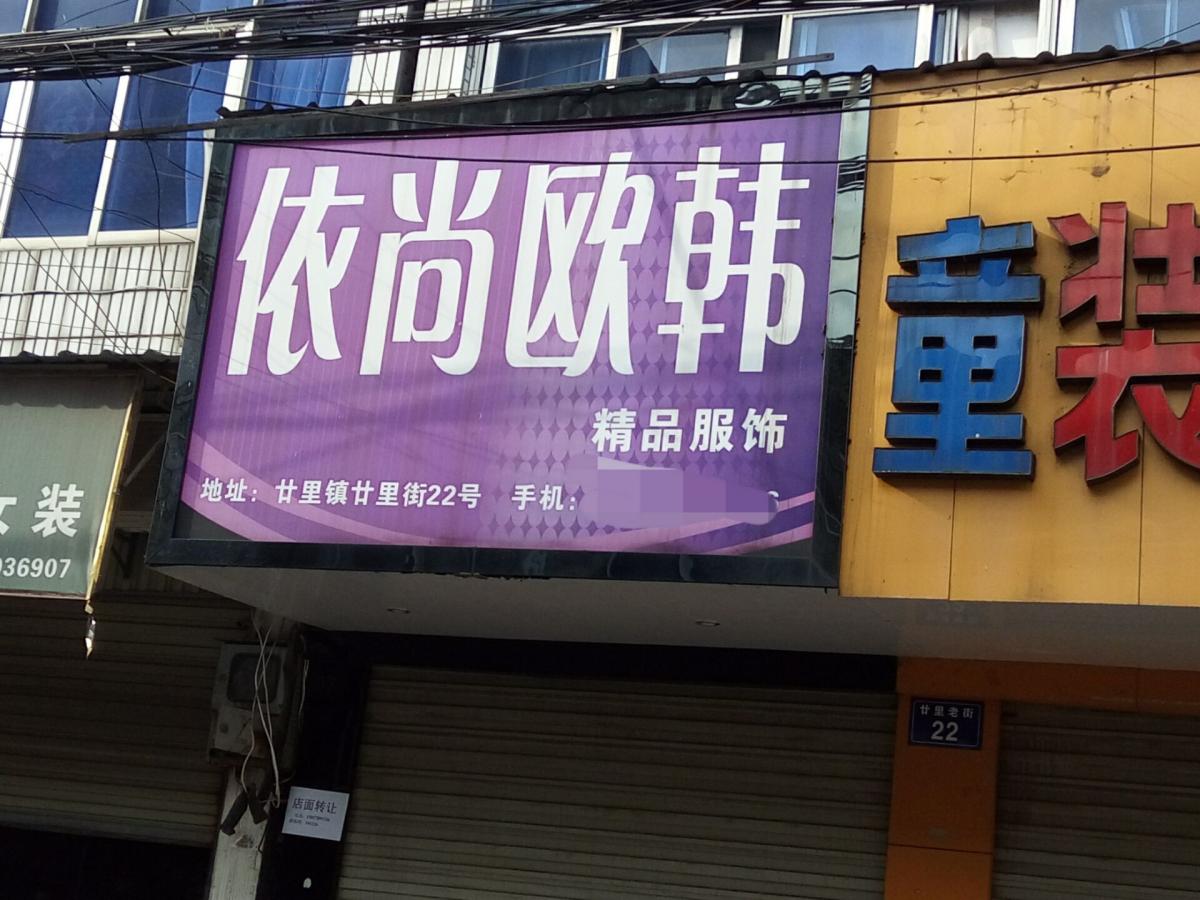 依尚欧韩
精品服饰
地址：廿里镇廿里街22号 手机：
童装
女装
036907
廿里老街
22
店面转让